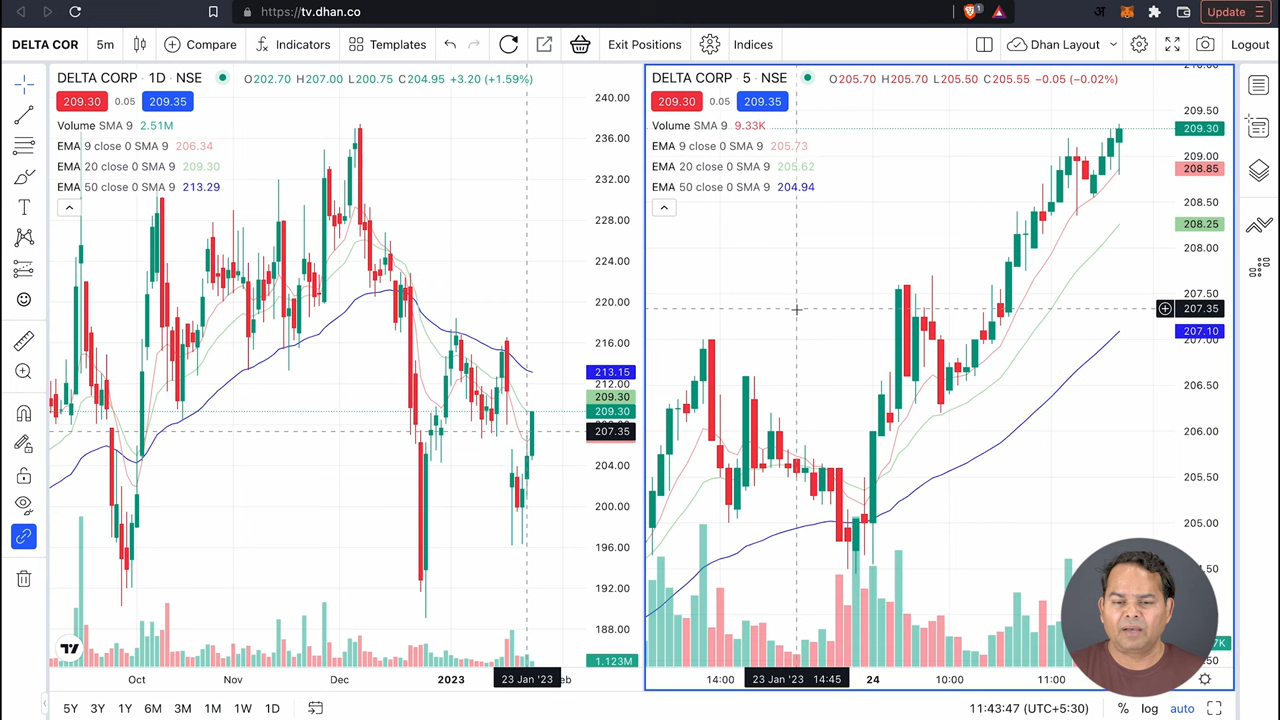 https://tv.dhan.co
1
अ
Update
DELTA COR
5m
Compare
Indicators
Templates
Exit Positions
Indices
Dhan Layout
Logout
DELTA CORP · 1D · NSE
O202.70 H207.00 L200.75 C204.95 +3.20 (+1.59%)
209.30 0.05 209.35
Volume SMA 9 2.51M
EMA 9 close 0 SMA 9 206.34
EMA 20 close 0 SMA 9 209.30
EMA 50 close 0 SMA 9 213.29
240.00
236.00
232.00
228.00
224.00
220.00
216.00
213.15
212.00
209.30
209.30
207.35
204.00
200.00
196.00
192.00
188.00
1.123M
Oct Nov Dec 2023 23 Jan '23 eb
DELTA CORP · 5 · NSE
O205.70 H205.70 L205.50 C205.55 −0.05 (−0.02%)
209.30 0.05 209.35
Volume SMA 9 9.33K
EMA 9 close 0 SMA 9 205.73
EMA 20 close 0 SMA 9 205.62
EMA 50 close 0 SMA 9 204.94
209.50
209.30
209.00
208.85
208.50
208.25
208.00
207.50
207.35
207.10
207.00
206.50
206.00
205.50
205.00
.50
7K
.50
14:00 23 Jan '23 14:45 24 10:00 11:00
5Y 3Y 1Y 6M 3M 1M 1W 1D
11:43:47 (UTC+5:30) % log auto